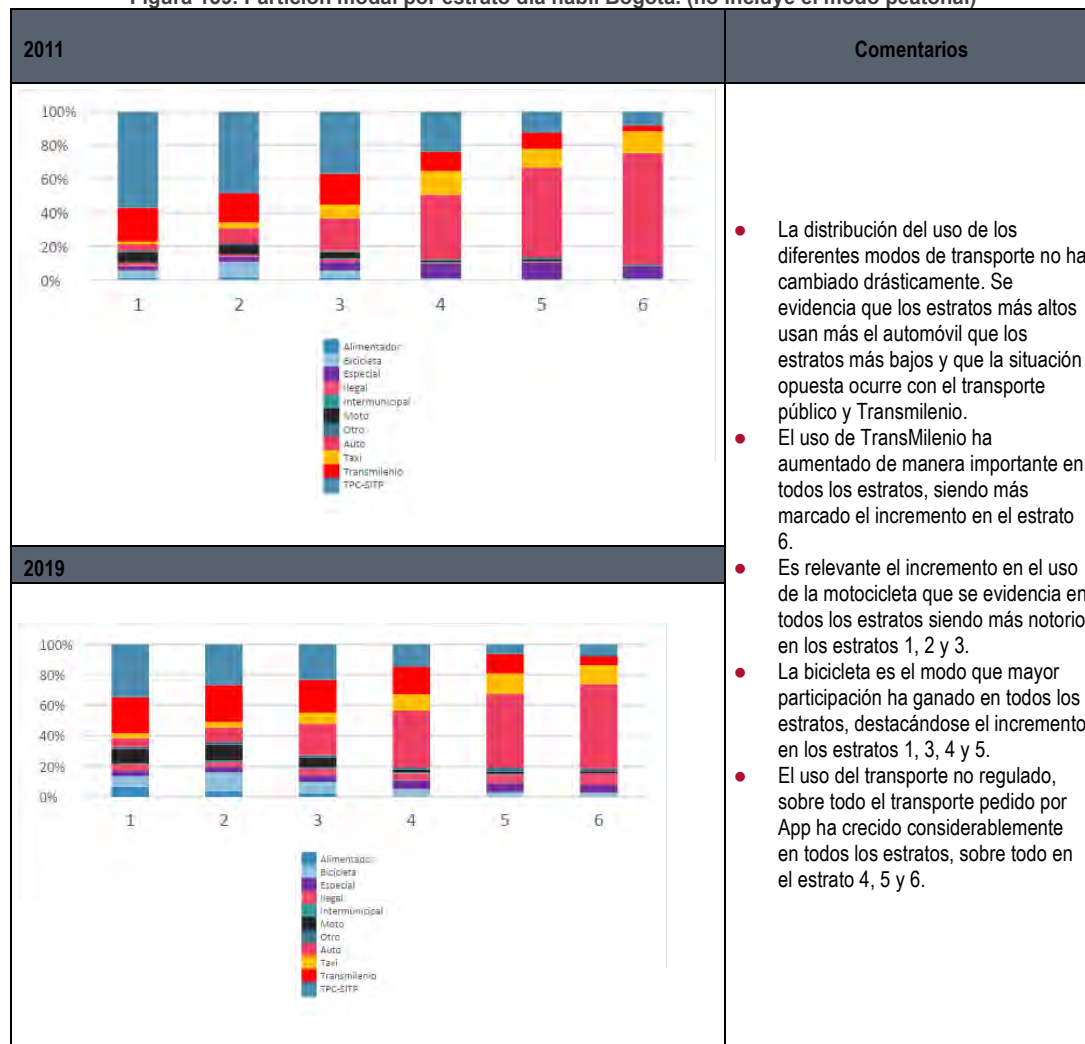 Figura 109. Partición modal por estrato día hábil Bogotá. (no incluye el modo peatonal)
2011
Comentarios
100%
80%
60%
40%
20%
0%
1 2 3 4 5 6
Alimentador
Bicicleta
Especial
Ilegal
Intermunicipal
Moto
Otro
Auto
Taxi
Transmilenio
TPC-SITP
2019
100%
80%
60%
40%
20%
0%
1 2 3 4 5 6
Alimentador
Bicicleta
Especial
Ilegal
Intermunicipal
Moto
Otro
Auto
Taxi
Transmilenio
TPC-SITP
● La distribución del uso de los
diferentes modos de transporte no ha
cambiado drásticamente. Se
evidencia que los estratos más altos
usan más el automóvil que los
estratos más bajos y que la situación
opuesta ocurre con el transporte
público y Transmilenio.
● El uso de TransMilenio ha
aumentado de manera importante en
todos los estratos, siendo más
marcado el incremento en el estrato
6.
● Es relevante el incremento en el uso
de la motocicleta que se evidencia en
todos los estratos siendo más notorio
en los estratos 1, 2 y 3.
● La bicicleta es el modo que mayor
participación ha ganado en todos los
estratos, destacándose el incremento
en los estratos 1, 3, 4 y 5.
● El uso del transporte no regulado,
sobre todo el transporte pedido por
App ha crecido considerablemente
en todos los estratos, sobre todo en
el estrato 4, 5 y 6.